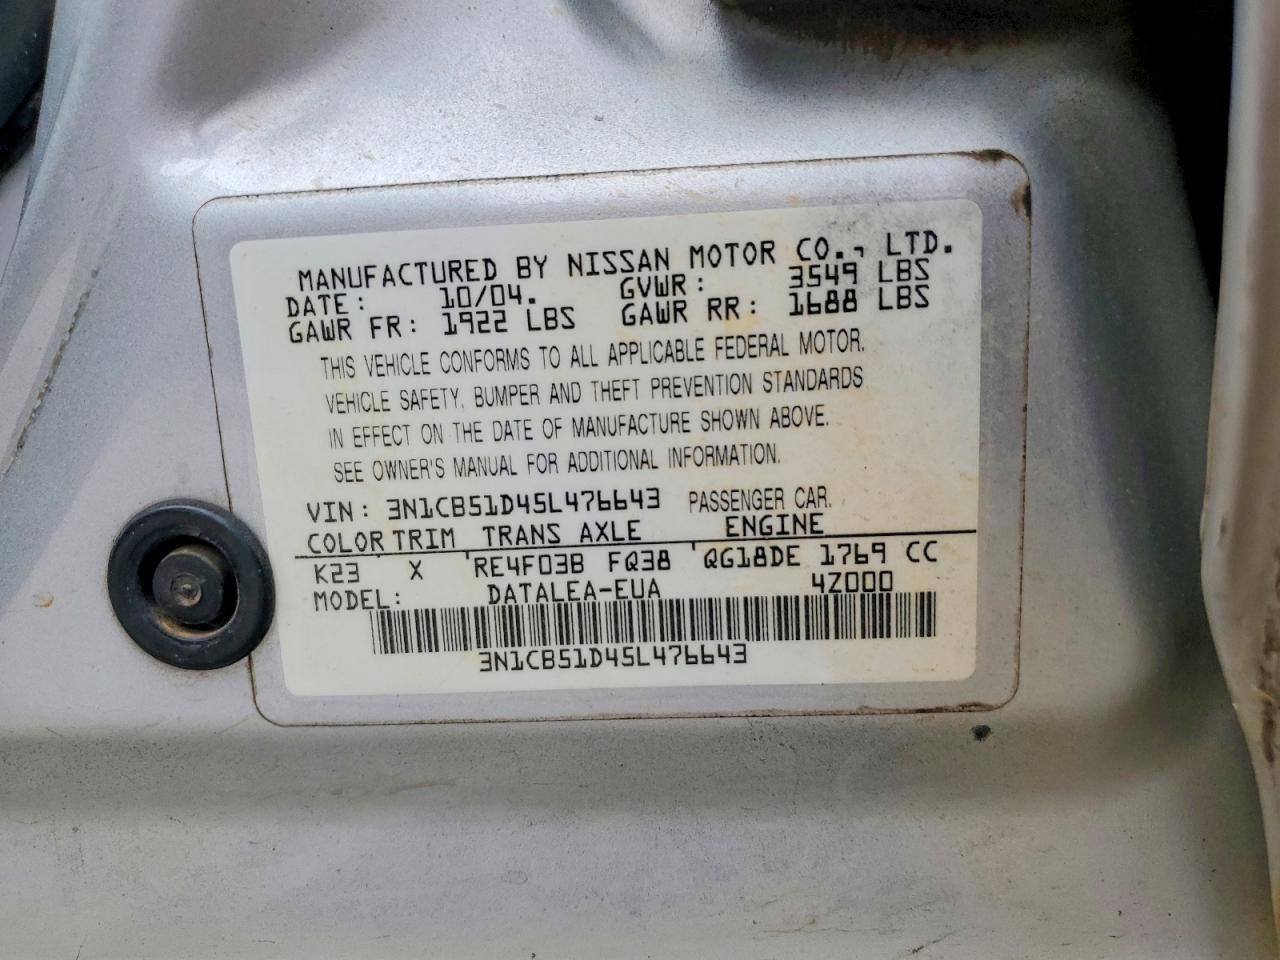 MANUFACTURED BY NISSAN MOTOR CO., LTD.
DATE: 10/04. GVWR: 3549 LBS
GAWR FR: 1922 LBS GAWR RR: 1688 LBS
THIS VEHICLE CONFORMS TO ALL APPLICABLE FEDERAL MOTOR.
VEHICLE SAFETY, BUMPER AND THEFT PREVENTION STANDARDS
IN EFFECT ON THE DATE OF MANUFACTURE SHOWN ABOVE.
SEE OWNER'S MANUAL FOR ADDITIONAL INFORMATION.
VIN: 3N1CB51D45L476643 PASSENGER CAR.
COLOR TRIM TRANS AXLE ENGINE
K23 X RE4F03B FQ38 QG18DE 1769 CC
MODEL: DATALEA-EUA 4Z000
3N1CB51D45L476643